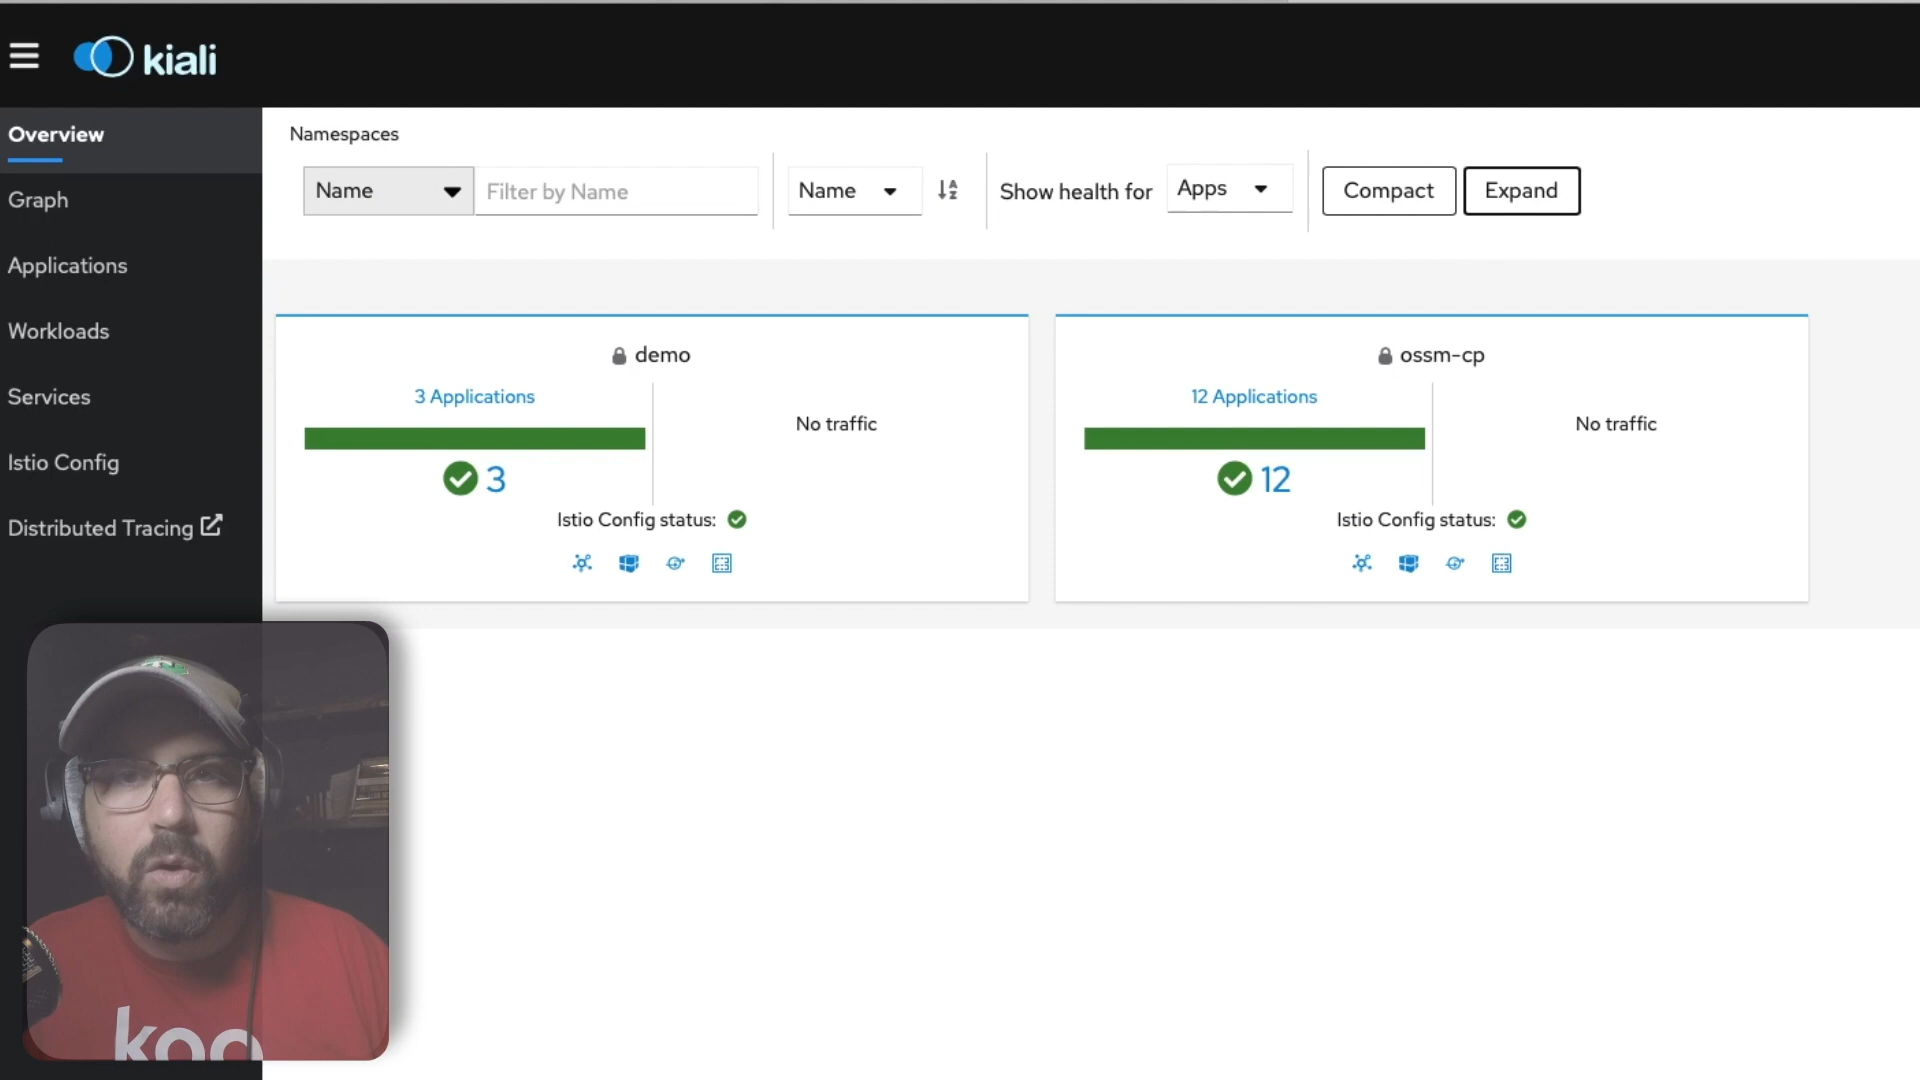 kiali
Overview
Graph
Applications
Workloads
Services
Istio Config
Distributed Tracing
Namespaces
Name
Filter by Name
Name
Show health for
Apps
Compact
Expand
demo
3 Applications
No traffic
3
Istio Config status:
ossm-cp
12 Applications
No traffic
12
Istio Config status: